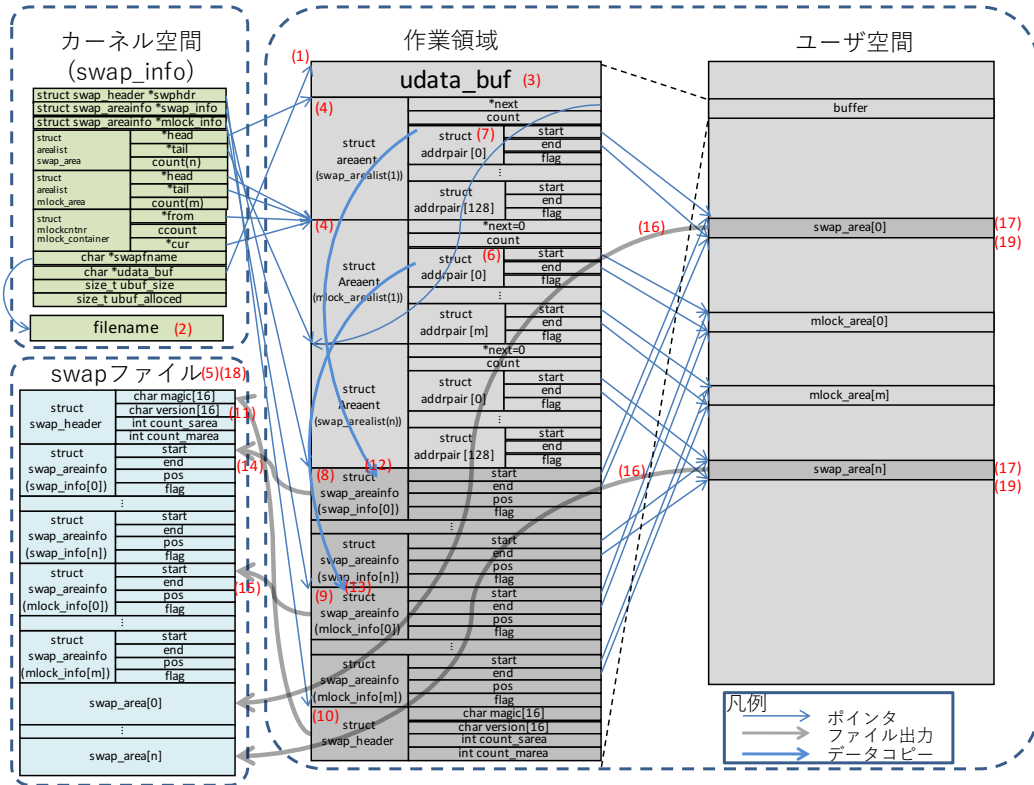 カーネル空間
(swap_info)
struct swap_header *swphdr
struct swap_areainfo *swap_info
struct swap_areainfo *mlock_info
struct
arealist
swap_area
*head
*tail
count(n)
struct
arealist
mlock_area
*head
*tail
count(m)
struct
mlockcntnr
mlock_container
*from
ccount
*cur
char *swapfname
char *udata_buf
size_t ubuf_size
size_t ubuf_alloced
filename (2)
swapファイル(5)(18)
struct
swap_header
char magic[16]
char version[16]
int count_sarea
int count_marea
(11)
struct
swap_areainfo
(swap_info[0])
start
end
pos
flag
(14)
⋮
struct
swap_areainfo
(swap_info[n])
start
end
pos
flag
struct
swap_areainfo
(mlock_info[0])
start
end
pos
flag
(15)
⋮
struct
swap_areainfo
(mlock_info[m])
start
end
pos
flag
swap_area[0]
⋮
swap_area[n]
作業領域
(1)
udata_buf (3)
(4)
struct
areaent
(swap_arealist(1))
*next
count
struct (7)
addrpair [0]
start
end
flag
⋮
struct
addrpair [128]
start
end
flag
(4)
struct
Areaent
(mlock_arealist(1))
*next=0
count
(6)
struct
addrpair [0]
start
end
flag
⋮
struct
addrpair [m]
start
end
flag
struct
Areaent
(swap_arealist(n))
*next=0
count
struct
addrpair [0]
start
end
flag
⋮
struct
addrpair [128]
start
end
flag
(8)
(12)
struct
swap_areainfo
(swap_info[0])
start
end
pos
flag
⋮
struct
swap_areainfo
(swap_info[n])
start
end
pos
flag
(13)
(9)
struct
swap_areainfo
(mlock_info[0])
start
end
pos
flag
⋮
struct
swap_areainfo
(mlock_info[m])
start
end
pos
flag
(10)
struct
swap_header
char magic[16]
char version[16]
int count_sarea
int count_marea
ユーザ空間
buffer
(16)
swap_area[0]
(17)
(19)
mlock_area[0]
mlock_area[m]
(16)
swap_area[n]
(17)
(19)
凡例
ポインタ
ファイル出力
データコピー